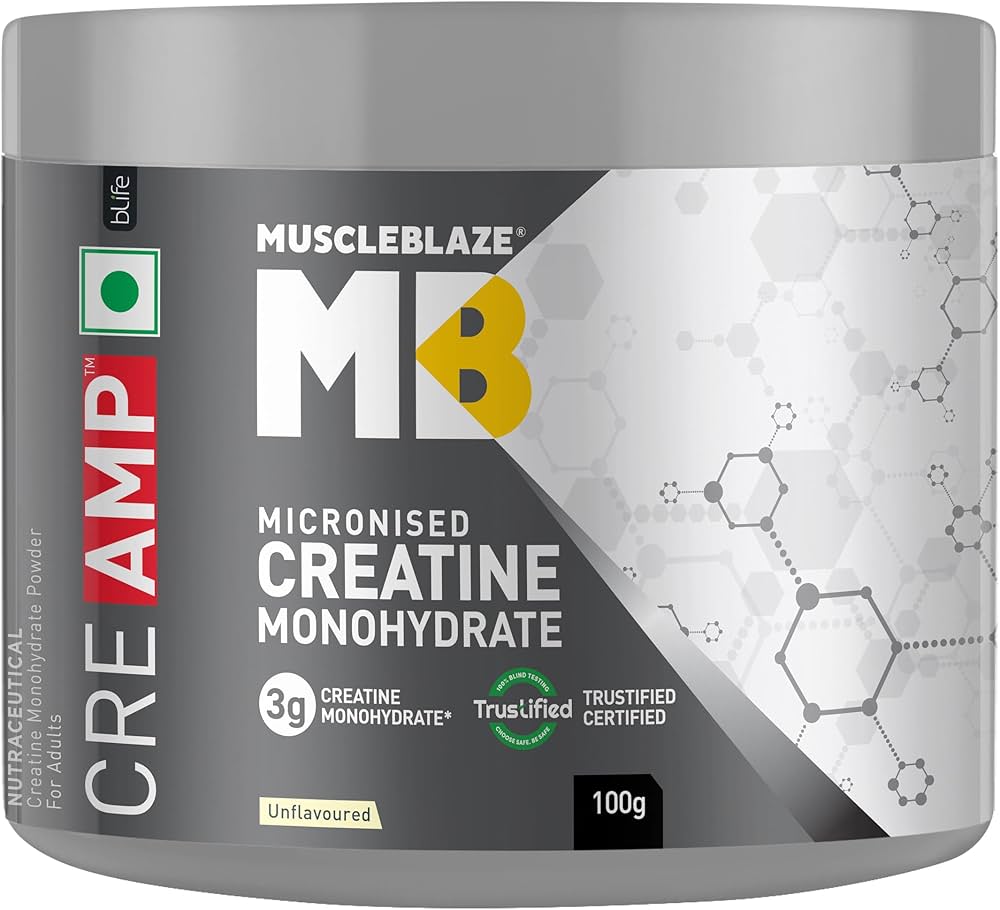 bLife
CRE AMP™
NUTRACEUTICAL
Creatine Monohydrate Powder
For Adults
MUSCLEBLAZE®
MB
MICRONISED
CREATINE
MONOHYDRATE
3g CREATINE
MONOHYDRATE*
100% BLIND TESTING
Trustified
CHOOSE SAFE. BE SAFE
TRUSTIFIED
CERTIFIED
Unflavoured
100g